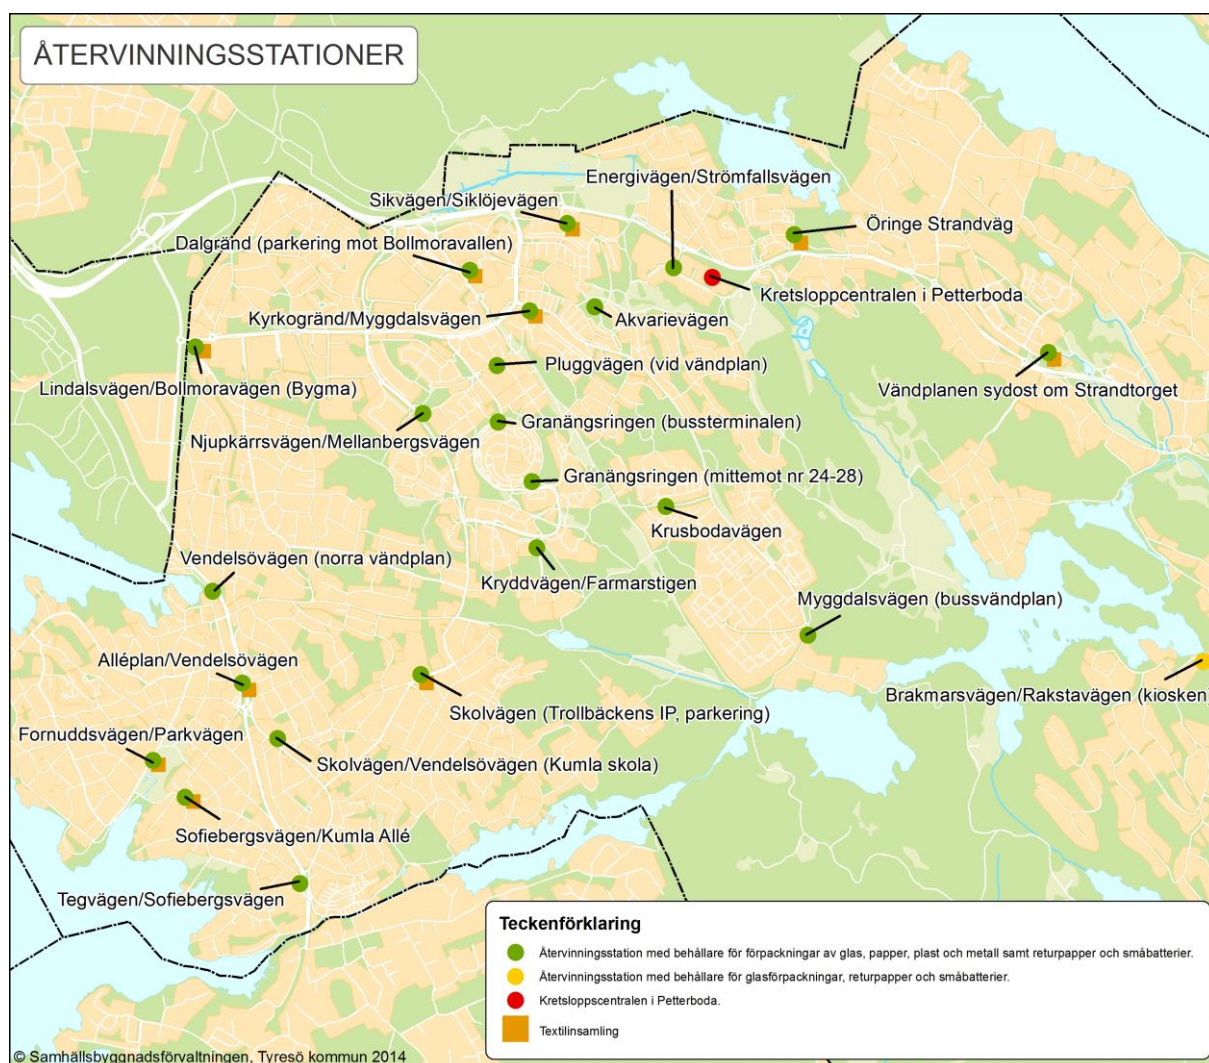 ÅTERVINNINGSSTATIONER
Energivägen/Strömfallsvägen
Sikvägen/Siklöjevägen
Öringe Strandväg
Dalgränd (parkering mot Bollmoravallen)
Kretsloppcentralen i Petterboda
Kyrkogränd/Myggdalsvägen
Akvarievägen
Pluggvägen (vid vändplan)
Lindalsvägen/Bollmoravägen (Bygma)
Vändplanen sydost om Strandtorget
Granängsringen (bussterminalen)
Njupkärrsvägen/Mellanbergsvägen
Granängsringen (mittemot nr 24-28)
Krusbodavägen
Vendelsövägen (norra vändplan)
Kryddvägen/Farmarstigen
Myggdalsvägen (bussvändplan)
Alléplan/Vendelsövägen
Brakmarsvägen/Rakstavägen (kiosken)
Skolvägen (Trollbäckens IP, parkering)
Fornuddsvägen/Parkvägen
Skolvägen/Vendelsövägen (Kumla skola)
Sofiebergsvägen/Kumla Allé
Tegvägen/Sofiebergsvägen
Teckenförklaring
Återvinningsstation med behållare för förpackningar av glas, papper, plast och metall samt returpapper och småbatterier.
Återvinningsstation med behållare för glasförpackningar, returpapper och småbatterier.
Kretsloppscentralen i Petterboda.
Textilinsamling
© Samhällsbyggnadsförvaltningen, Tyresö kommun 2014